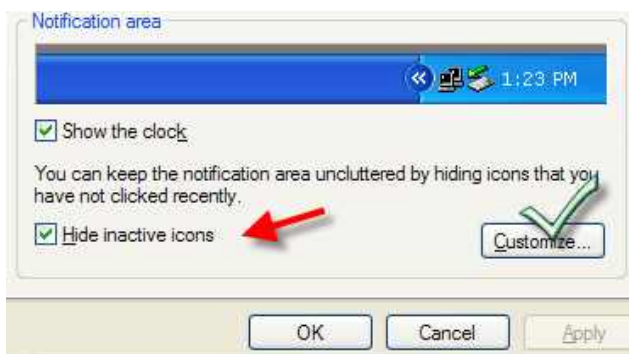 Notification area
1:23 PM
Show the clock
You can keep the notification area uncluttered by hiding icons that you
have not clicked recently.
Hide inactive icons
Customize...
OK Cancel Apply